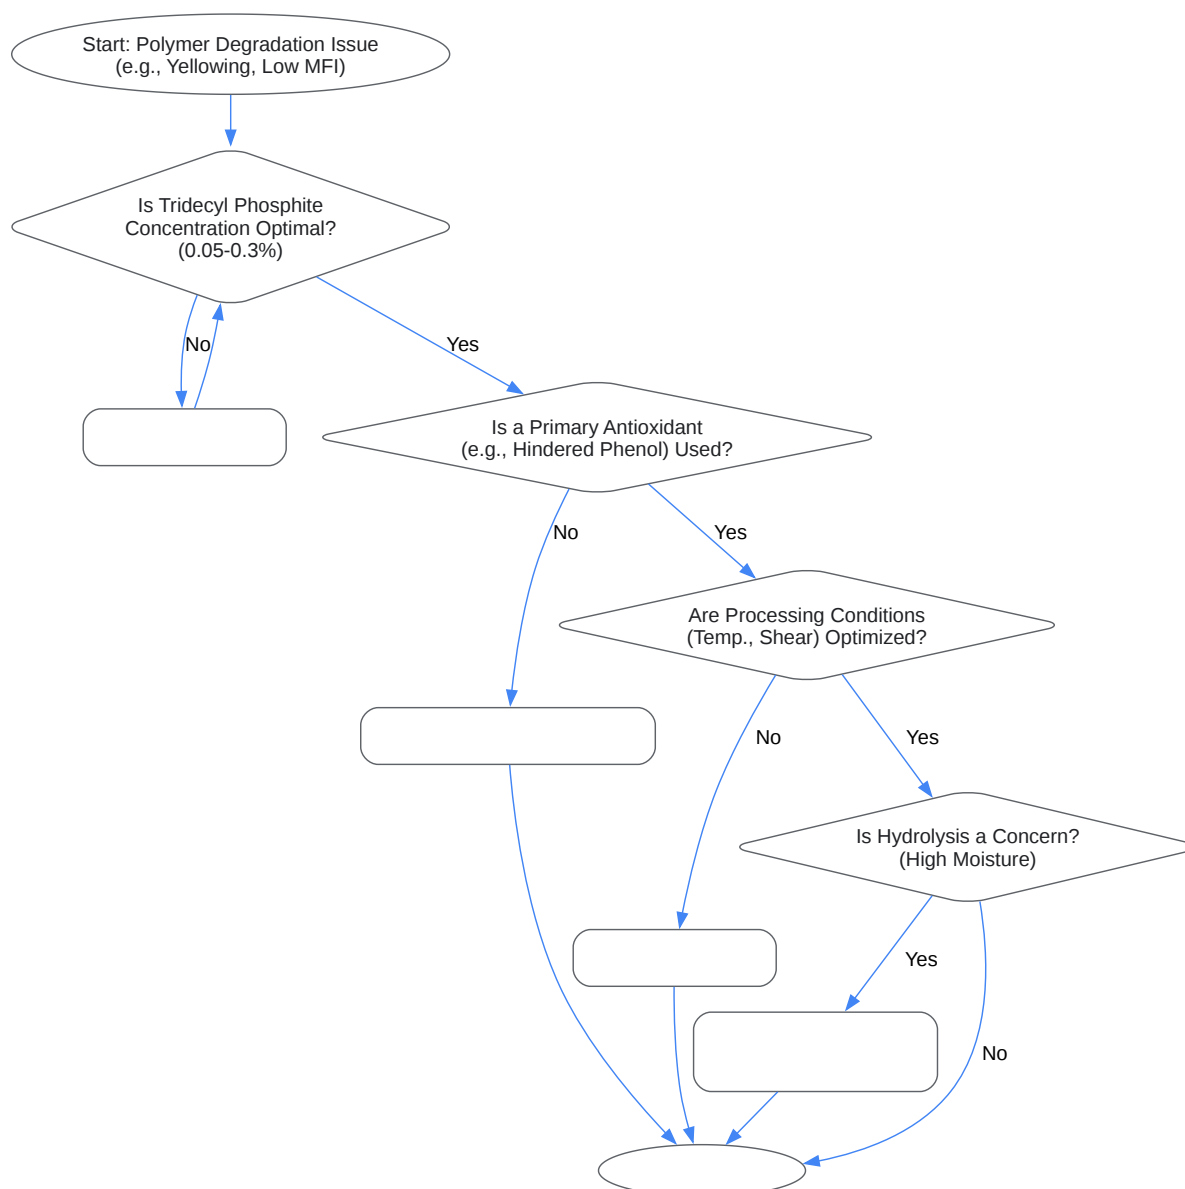 Start: Polymer Degradation Issue
(e.g., Yellowing, Low MFI)
Is Tridecyl Phosphite
Concentration Optimal?
(0.05-0.3%)
No
Yes
Is a Primary Antioxidant
(e.g., Hindered Phenol) Used?
No
Yes
Are Processing Conditions
(Temp., Shear) Optimized?
No
Yes
Is Hydrolysis a Concern?
(High Moisture)
Yes
No